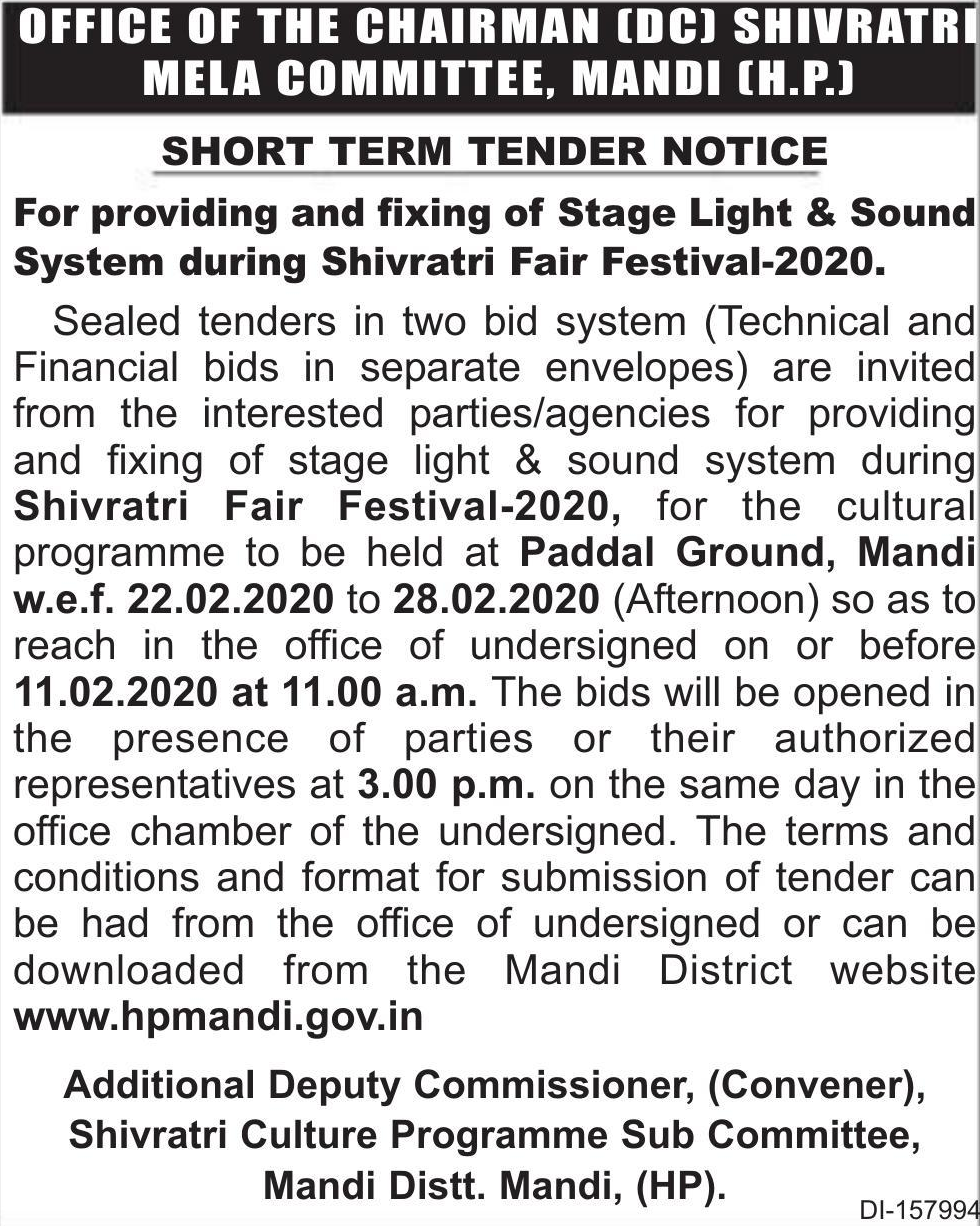 OFFICE OF THE CHAIRMAN (DC) SHIVRATRI
MELA COMMITTEE, MANDI (H.P.)
SHORT TERM TENDER NOTICE
For providing and fixing of Stage Light & Sound
System during Shivratri Fair Festival-2020.
Sealed tenders in two bid system (Technical and
Financial bids in separate envelopes) are invited
from the interested parties/agencies for providing
and fixing of stage light & sound system during
Shivratri Fair Festival-2020, for the cultural
programme to be held at Paddal Ground, Mandi
w.e.f. 22.02.2020 to 28.02.2020 (Afternoon) so as to
reach in the office of undersigned on or before
11.02.2020 at 11.00 a.m. The bids will be opened in
the presence of parties or their authorized
representatives at 3.00 p.m. on the same day in the
office chamber of the undersigned. The terms and
conditions and format for submission of tender can
be had from the office of undersigned or can be
downloaded from the Mandi District website
www.hpmandi.gov.in
Additional Deputy Commissioner, (Convener),
Shivratri Culture Programme Sub Committee,
Mandi Distt. Mandi, (HP).
DI-157994